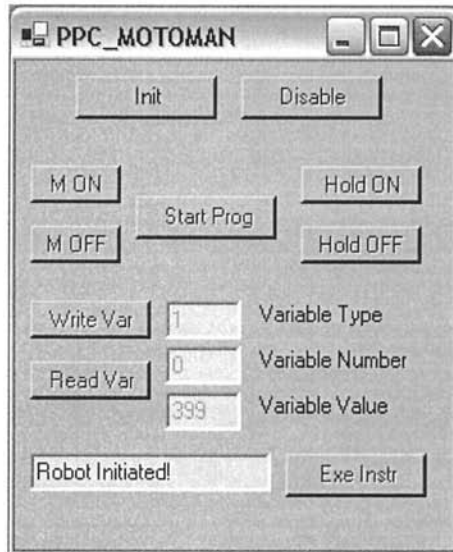 PPC_MOTOMAN
Init Disable
M ON Hold ON
Start Prog
M OFF Hold OFF
Write Var 1 Variable Type
0 Variable Number
Read Var
399 Variable Value
Robot Initiated! Exe Instr